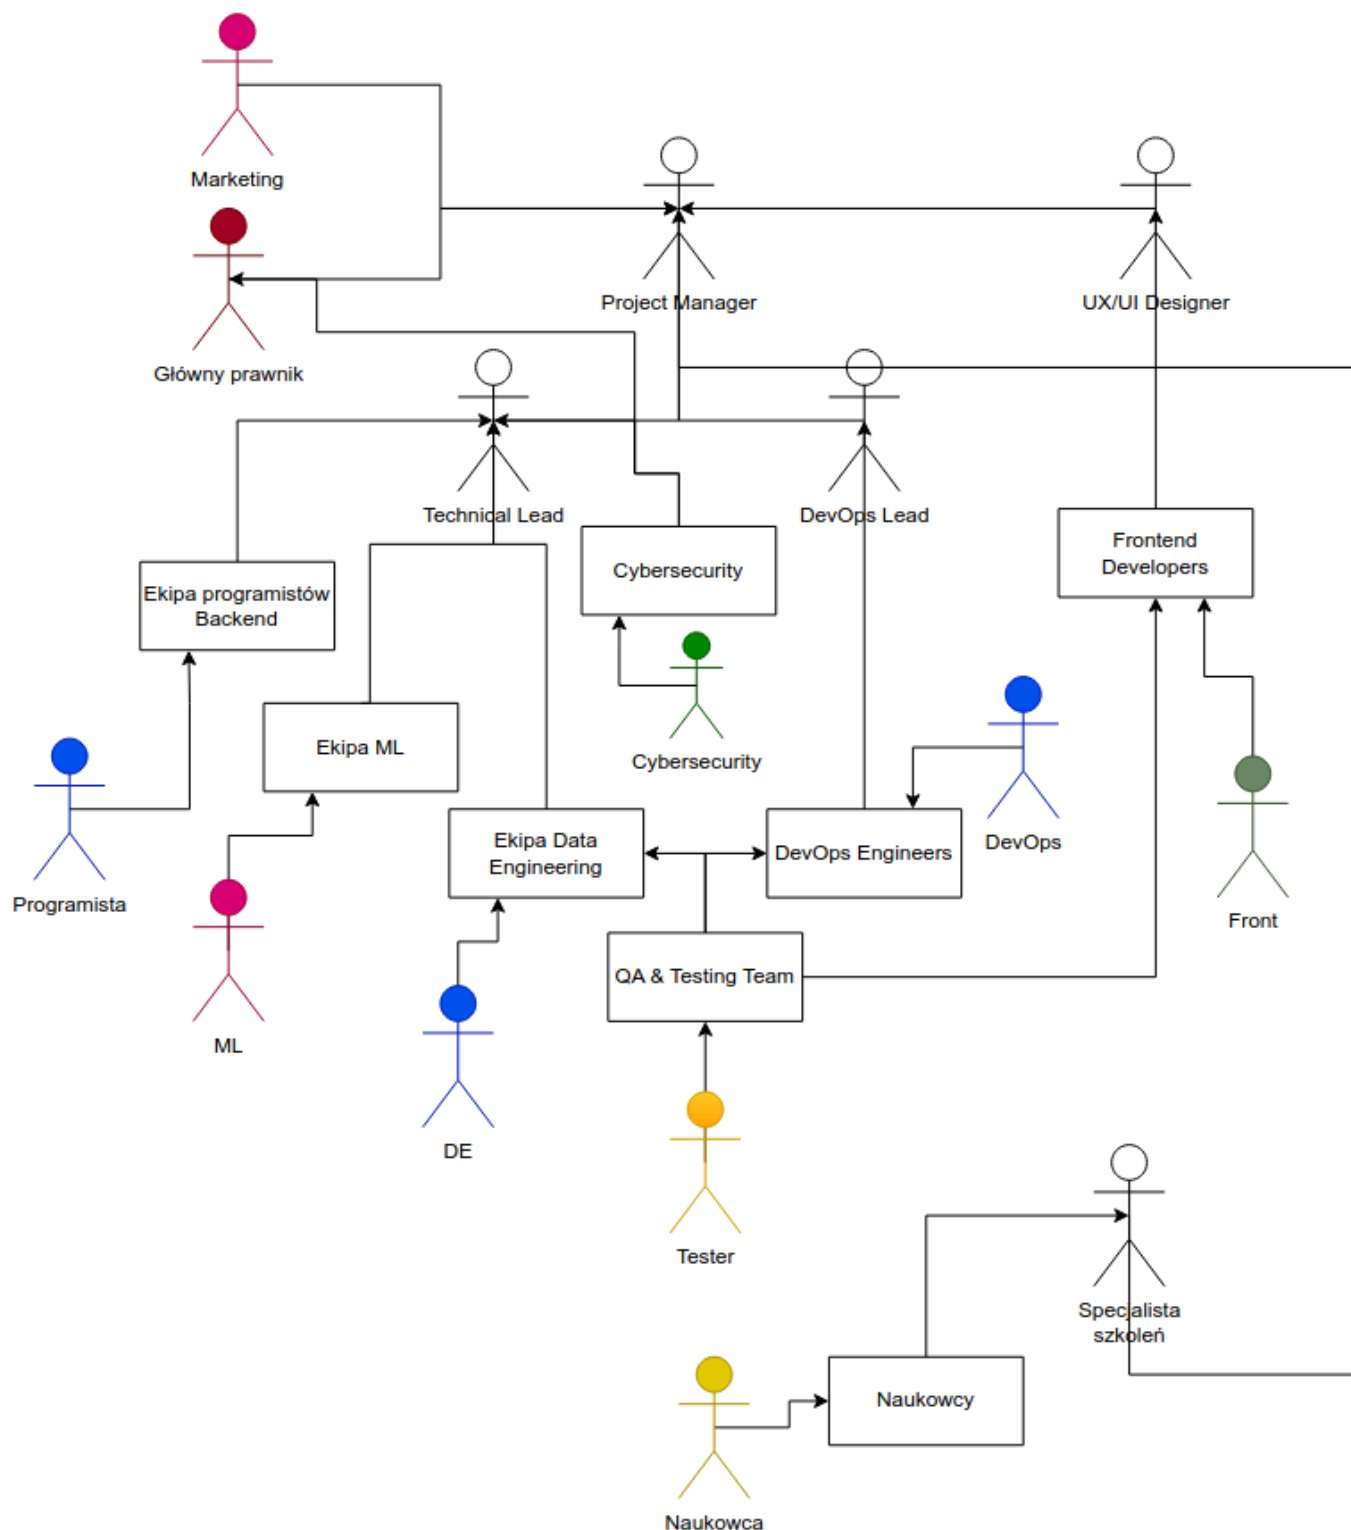 Marketing
Project Manager
UX/UI Designer
Główny prawnik
Technical Lead
DevOps Lead
Cybersecurity
Frontend
Developers
Ekipa programistów
Backend
Ekipa ML
Cybersecurity
DevOps
Ekipa Data
Engineering
DevOps Engineers
Programista
Front
QA & Testing Team
ML
DE
Tester
Specjalista
szkoleń
Naukowcy
Naukowca